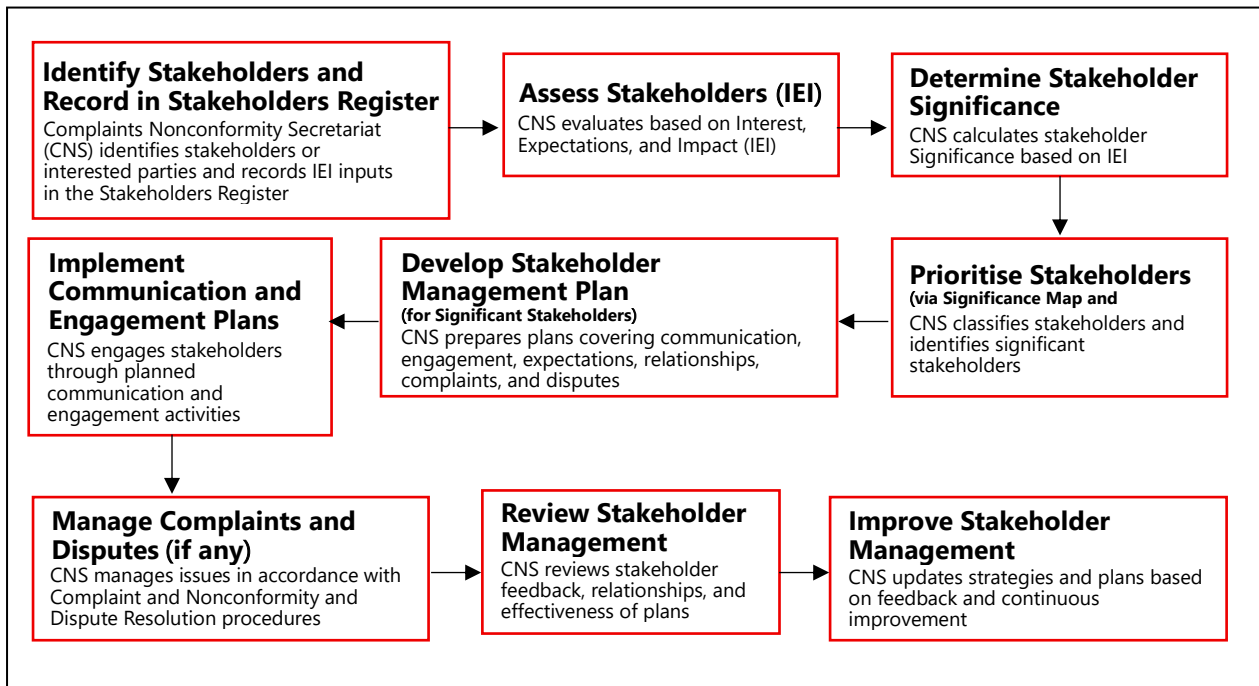 Identify Stakeholders and
Record in Stakeholders Register
Complaints Nonconformity Secretariat
(CNS) identifies stakeholders or
interested parties and records IEI inputs
in the Stakeholders Register
Assess Stakeholders (IEI)
CNS evaluates based on Interest,
Expectations, and Impact (IEI)
Determine Stakeholder
Significance
CNS calculates stakeholder
Significance based on IEI
Prioritise Stakeholders
(via Significance Map and
CNS classifies stakeholders and
identifies significant
stakeholders
Develop Stakeholder
Management Plan
(for Significant Stakeholders)
CNS prepares plans covering communication,
engagement, expectations, relationships,
complaints, and disputes
Implement
Communication and
Engagement Plans
CNS engages stakeholders
through planned
communication and
engagement activities
Manage Complaints and
Disputes (if any)
CNS manages issues in accordance with
Complaint and Nonconformity and
Dispute Resolution procedures
Review Stakeholder
Management
CNS reviews stakeholder
feedback, relationships, and
effectiveness of plans
Improve Stakeholder
Management
CNS updates strategies and plans based
on feedback and continuous
improvement